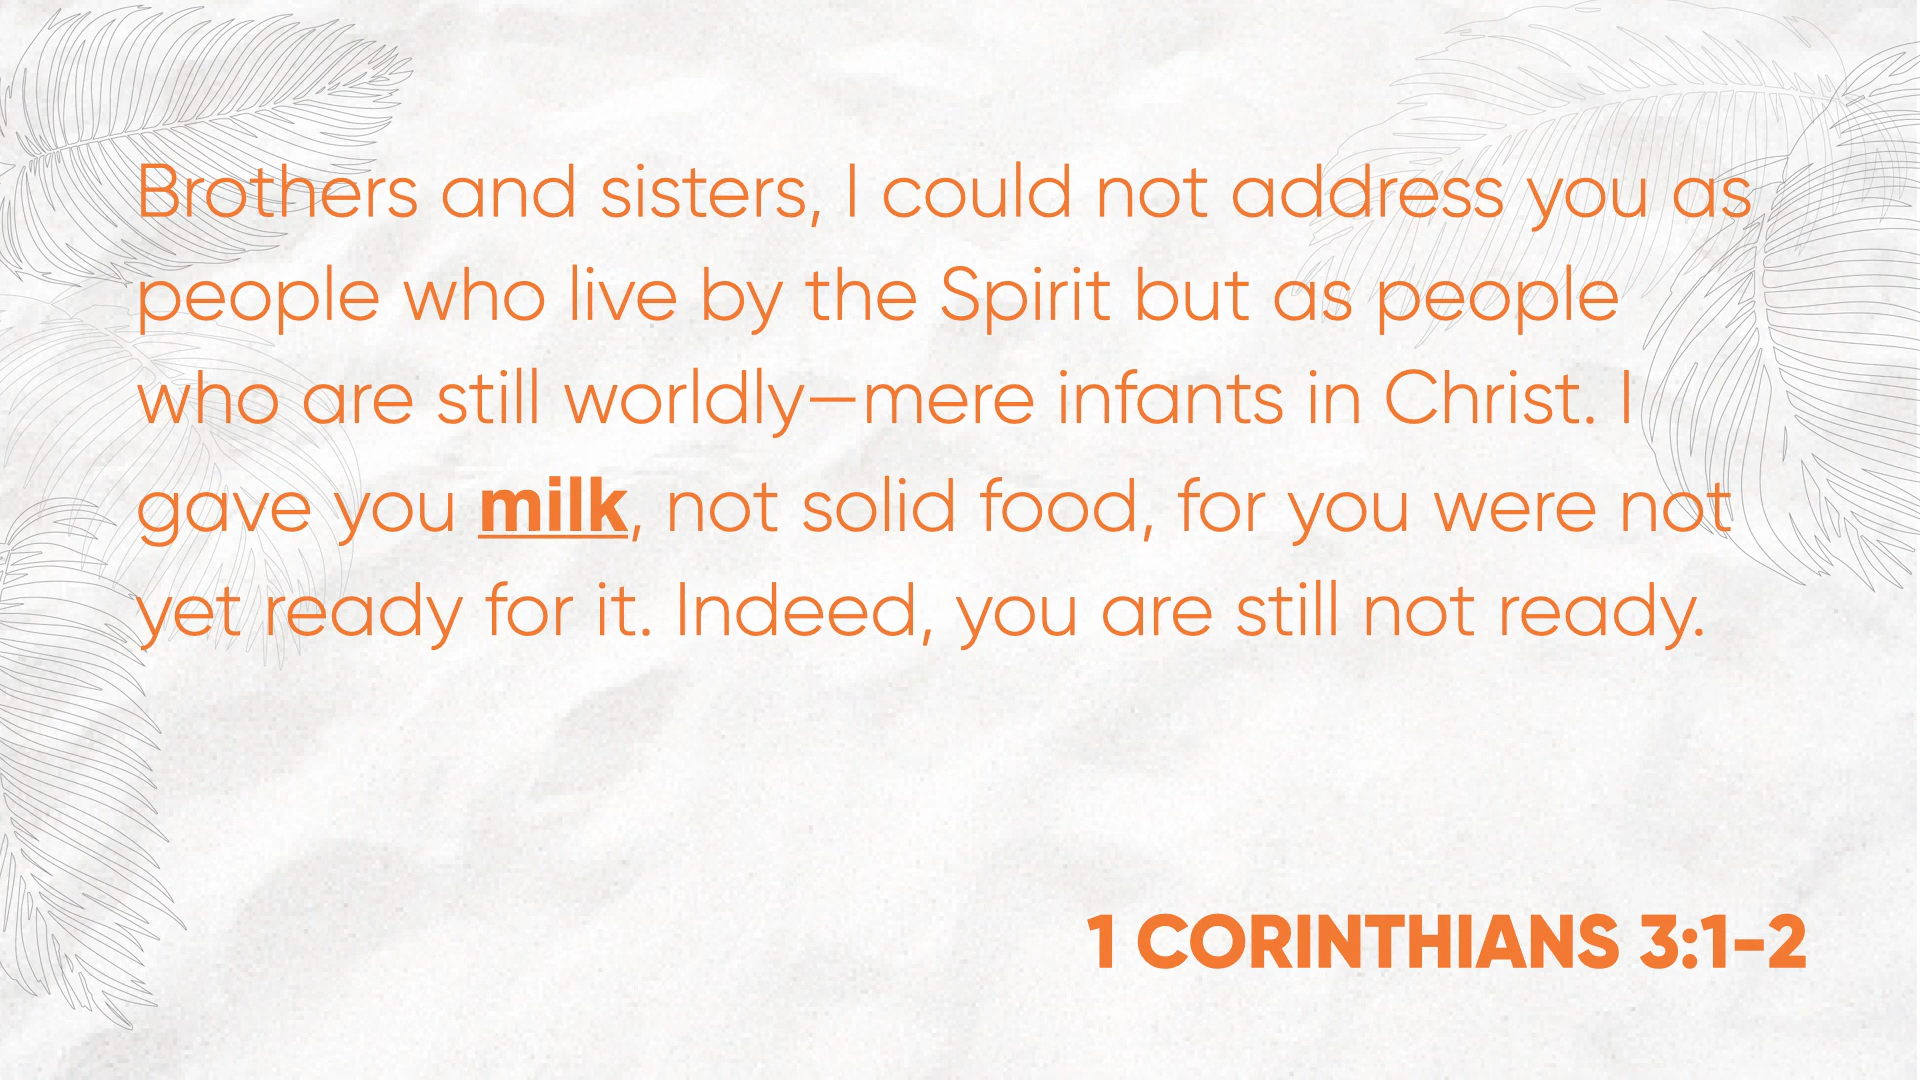 Brothers and sisters, I could not address you as
people who live by the Spirit but as people
who are still worldly—mere infants in Christ. I
gave you milk, not solid food, for you were not
yet ready for it. Indeed, you are still not ready.
1 CORINTHIANS 3:1-2